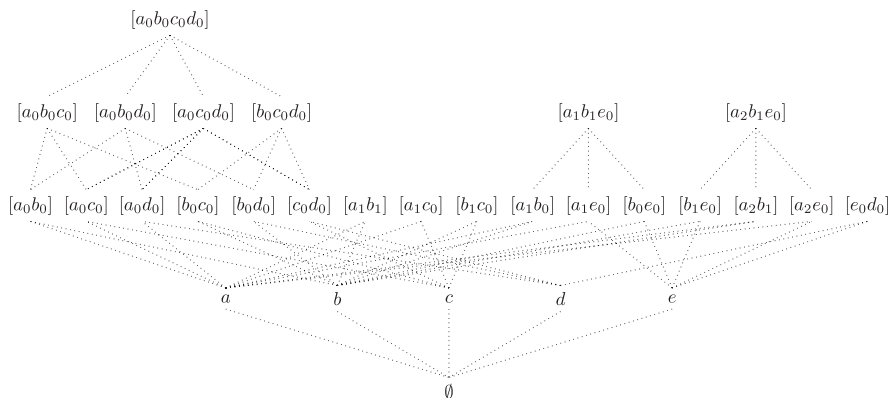 [a₀b₀c₀d₀]
[a₀b₀c₀] [a₀b₀d₀] [a₀c₀d₀] [b₀c₀d₀] [a₁b₁e₀] [a₂b₁e₀]
[a₀b₀] [a₀c₀] [a₀d₀] [b₀c₀] [b₀d₀] [c₀d₀] [a₁b₁] [a₁c₀] [b₁c₀] [a₁b₀] [a₁e₀] [b₀e₀] [b₁e₀] [a₂b₁] [a₂e₀] [e₀d₀]
a b c d e
∅